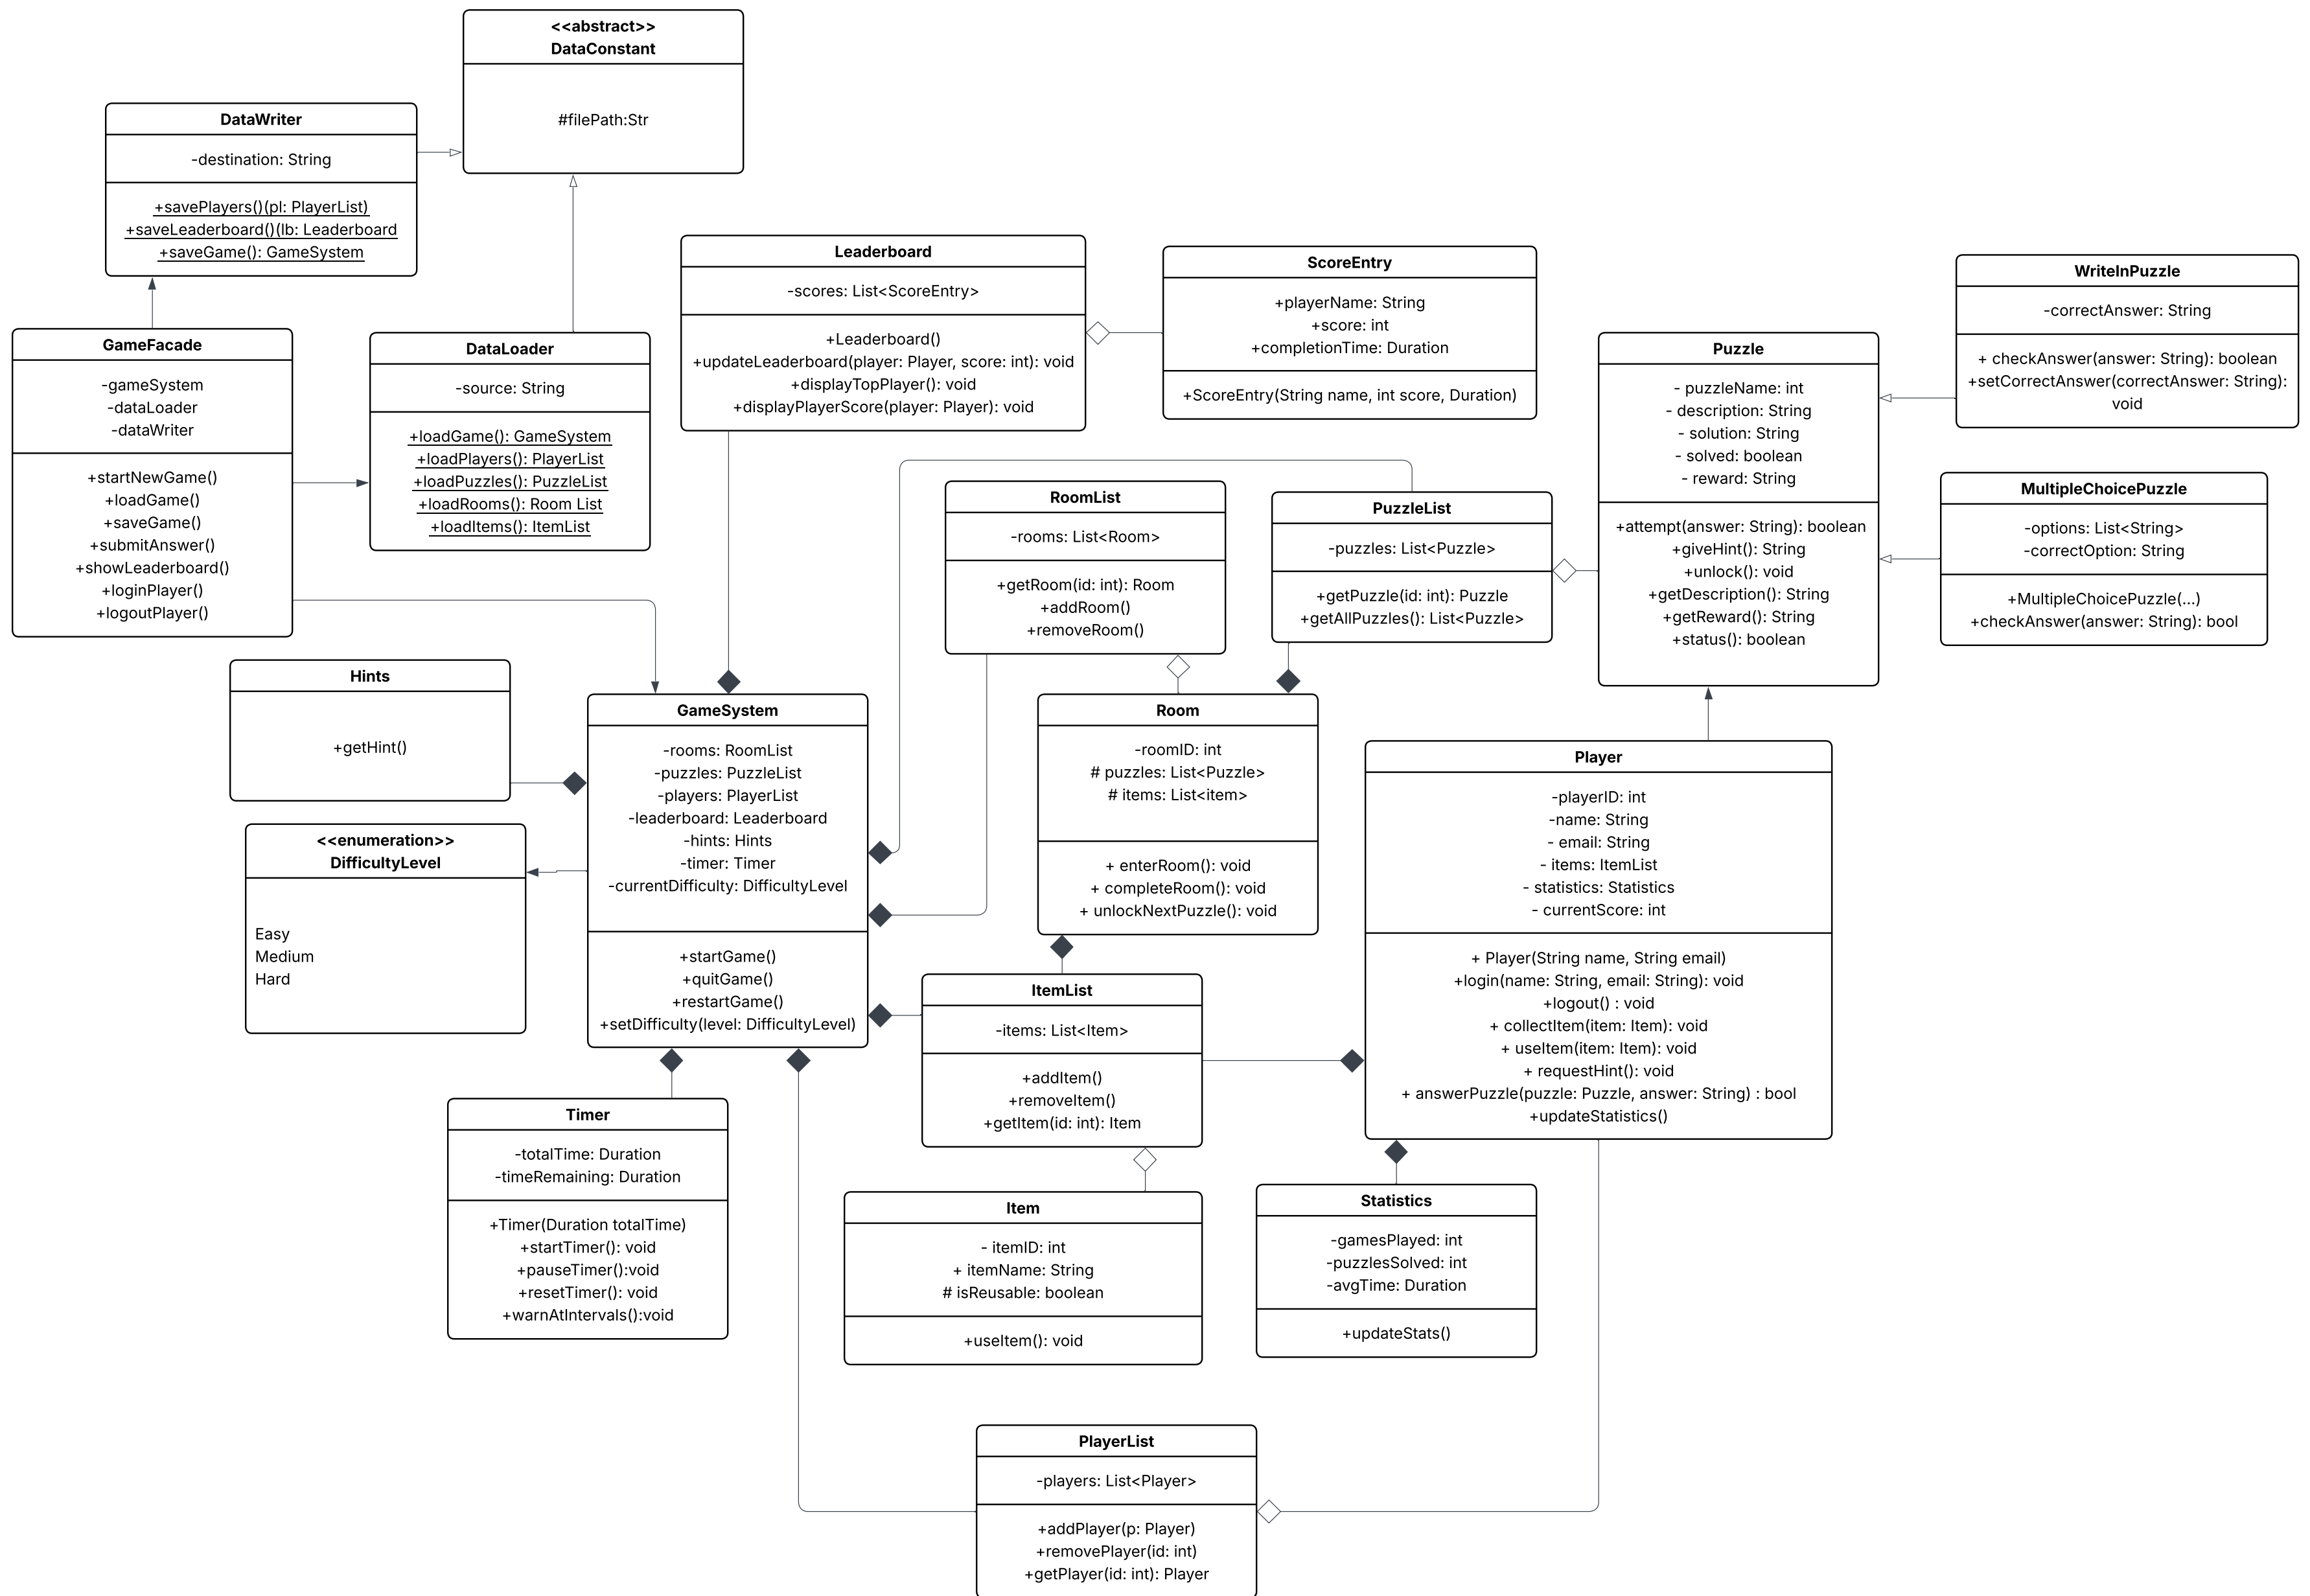 <<abstract>>
DataConstant
#filePath:Str
DataWriter
-destination: String
+savePlayers()(pl: PlayerList)
+saveLeaderboard()(lb: Leaderboard
+saveGame(): GameSystem
GameFacade
-gameSystem
-dataLoader
-dataWriter
+startNewGame()
+loadGame()
+saveGame()
+submitAnswer()
+showLeaderboard()
+loginPlayer()
+logoutPlayer()
DataLoader
-source: String
+loadGame(): GameSystem
+loadPlayers(): PlayerList
+loadPuzzles(): PuzzleList
+loadRooms(): Room List
+loadItems(): ItemList
Leaderboard
-scores: List<ScoreEntry>
+Leaderboard()
+updateLeaderboard(player: Player, score: int): void
+displayTopPlayer(): void
+displayPlayerScore(player: Player): void
ScoreEntry
+playerName: String
+score: int
+completionTime: Duration
+ScoreEntry(String name, int score, Duration)
WriteInPuzzle
-correctAnswer: String
+ checkAnswer(answer: String): boolean
+setCorrectAnswer(correctAnswer: String):
void
Puzzle
- puzzleName: int
- description: String
- solution: String
- solved: boolean
- reward: String
+attempt(answer: String): boolean
+giveHint(): String
+unlock(): void
+getDescription(): String
+getReward(): String
+status(): boolean
MultipleChoicePuzzle
-options: List<String>
-correctOption: String
+MultipleChoicePuzzle(...)
+checkAnswer(answer: String): bool
RoomList
-rooms: List<Room>
+getRoom(id: int): Room
+addRoom()
+removeRoom()
PuzzleList
-puzzles: List<Puzzle>
+getPuzzle(id: int): Puzzle
+getAllPuzzles(): List<Puzzle>
Hints
+getHint()
GameSystem
-rooms: RoomList
-puzzles: PuzzleList
-players: PlayerList
-leaderboard: Leaderboard
-hints: Hints
-timer: Timer
-currentDifficulty: DifficultyLevel
+startGame()
+quitGame()
+restartGame()
+setDifficulty(level: DifficultyLevel)
Room
-roomID: int
# puzzles: List<Puzzle>
# items: List<item>
+ enterRoom(): void
+ completeRoom(): void
+ unlockNextPuzzle(): void
Player
-playerID: int
-name: String
- email: String
- items: ItemList
- statistics: Statistics
- currentScore: int
+ Player(String name, String email)
+login(name: String, email: String): void
+logout() : void
+ collectItem(item: Item): void
+ useItem(item: Item): void
+ requestHint(): void
+ answerPuzzle(puzzle: Puzzle, answer: String) : bool
+updateStatistics()
<<enumeration>>
DifficultyLevel
Easy
Medium
Hard
ItemList
-items: List<Item>
+addItem()
+removeItem()
+getItem(id: int): Item
Timer
-totalTime: Duration
-timeRemaining: Duration
+Timer(Duration totalTime)
+startTimer(): void
+pauseTimer():void
+resetTimer(): void
+warnAtIntervals():void
Item
- itemID: int
+ itemName: String
# isReusable: boolean
+useItem(): void
Statistics
-gamesPlayed: int
-puzzlesSolved: int
-avgTime: Duration
+updateStats()
PlayerList
-players: List<Player>
+addPlayer(p: Player)
+removePlayer(id: int)
+getPlayer(id: int): Player